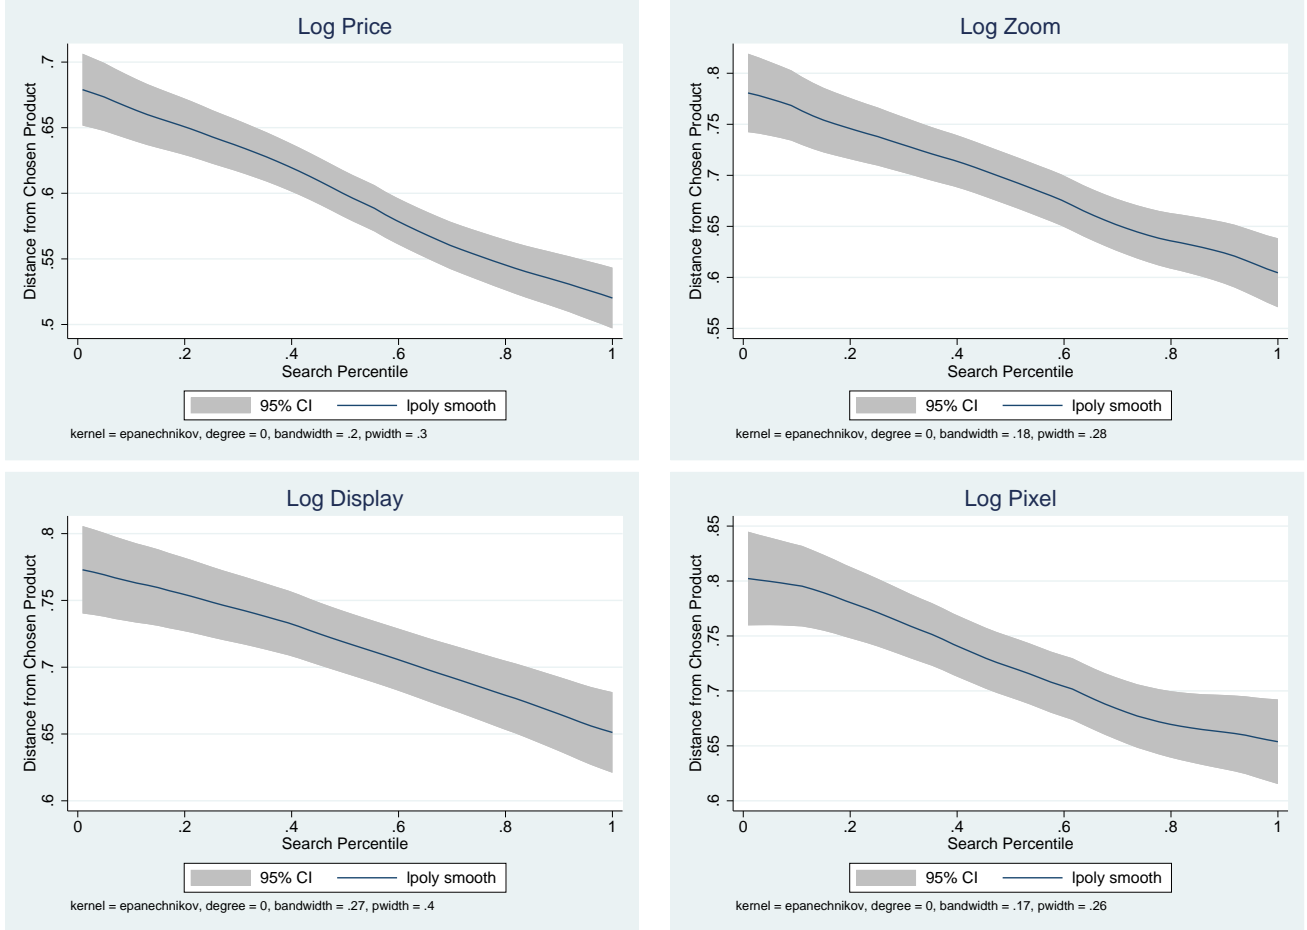 Log Price
Distance from Chosen Product
.7
.65
.6
.55
.5
0 .2 .4 .6 .8 1
Search Percentile
95% CI lpoly smooth
kernel = epanechnikov, degree = 0, bandwidth = .2, pwidth = .3
Log Zoom
Distance from Chosen Product
.8
.75
.7
.65
.6
.55
0 .2 .4 .6 .8 1
Search Percentile
95% CI lpoly smooth
kernel = epanechnikov, degree = 0, bandwidth = .18, pwidth = .28
Log Display
Distance from Chosen Product
.8
.75
.7
.65
.6
0 .2 .4 .6 .8 1
Search Percentile
95% CI lpoly smooth
kernel = epanechnikov, degree = 0, bandwidth = .27, pwidth = .4
Log Pixel
Distance from Chosen Product
.85
.8
.75
.7
.65
.6
0 .2 .4 .6 .8 1
Search Percentile
95% CI lpoly smooth
kernel = epanechnikov, degree = 0, bandwidth = .17, pwidth = .26